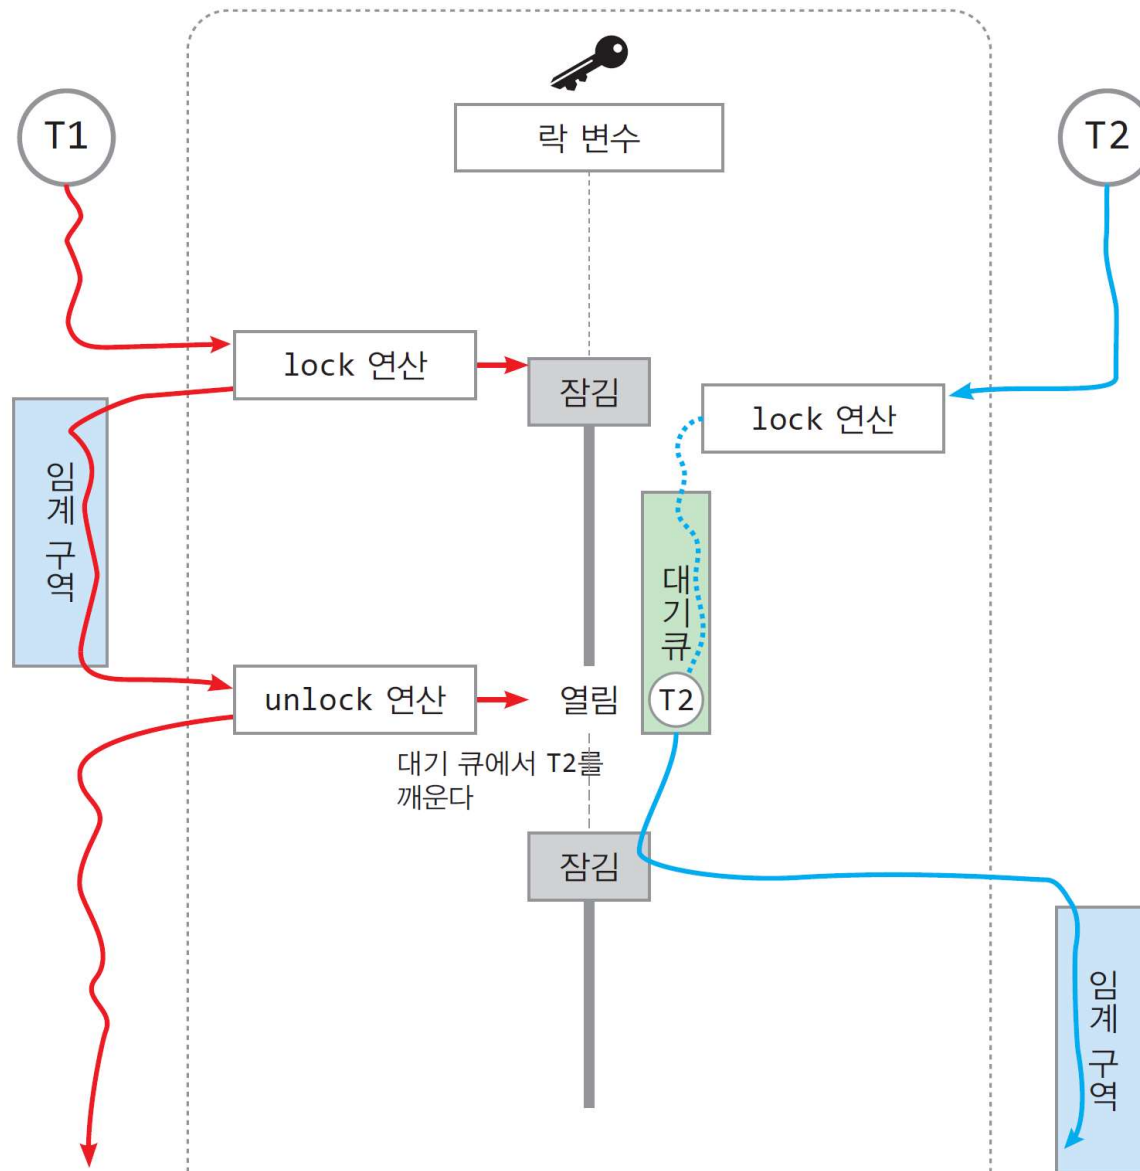 T1
락 변수
T2
lock 연산
잠김
lock 연산
임계 구역
대기 큐
unlock 연산
열림
T2
대기 큐에서 T2를
깨운다
잠김
임계 구역